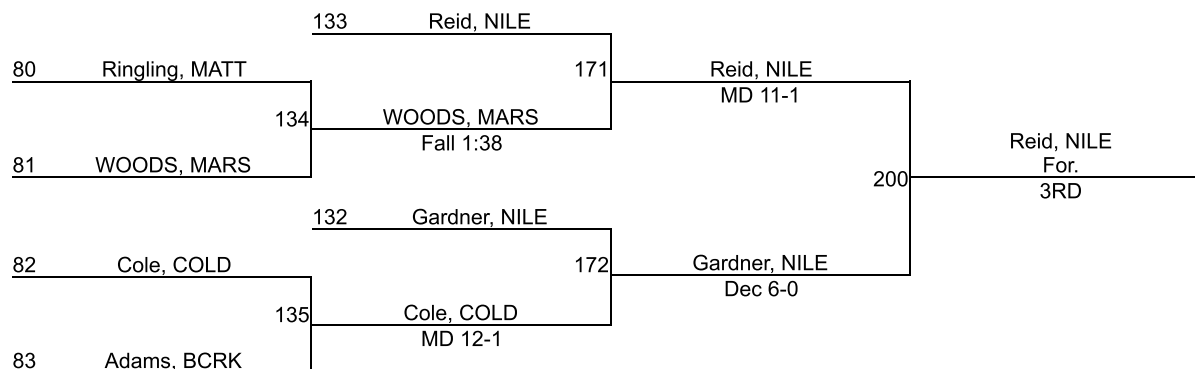 133 Reid, NILE
80 Ringling, MATT
171 Reid, NILE
MD 11-1
134 WOODS, MARS
Fall 1:38
81 WOODS, MARS
Reid, NILE
For.
200 3RD
132 Gardner, NILE
82 Cole, COLD
172 Gardner, NILE
Dec 6-0
135 Cole, COLD
MD 12-1
83 Adams, BCRK